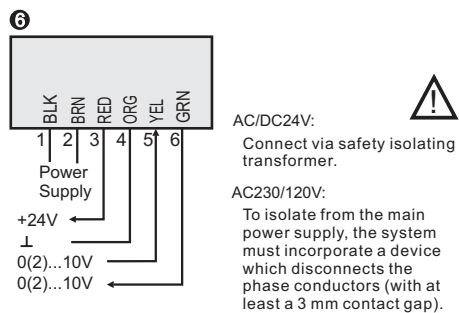 6
BLK BRN RED ORG YEL GRN
1 2 3 4 5 6
Power
Supply
+24V
⊥
0(2)...10V
0(2)...10V
!
AC/DC24V:
Connect via safety isolating
transformer.
AC230/120V:
To isolate from the main
power supply, the system
must incorporate a device
which disconnects the
phase conductors (with at
least a 3 mm contact gap).